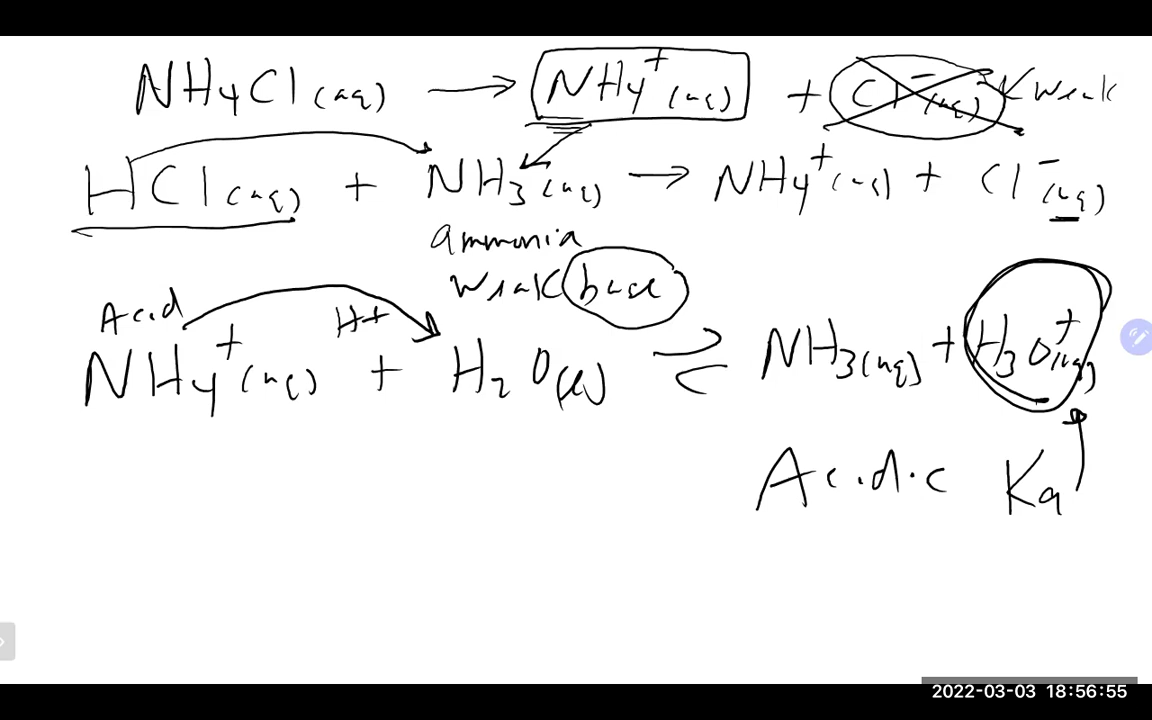 NH4Cl(aq) → NH4+(aq) + Cl-(aq) weak
HCl(aq) + NH3(aq) → NH4+(aq) + Cl-(aq)
ammonia
weak base
Acid H+
NH4+(aq) + H2O(l) ⇌ NH3(aq) + H3O+(aq)
Acidic Ka
2022-03-03 18:56:55